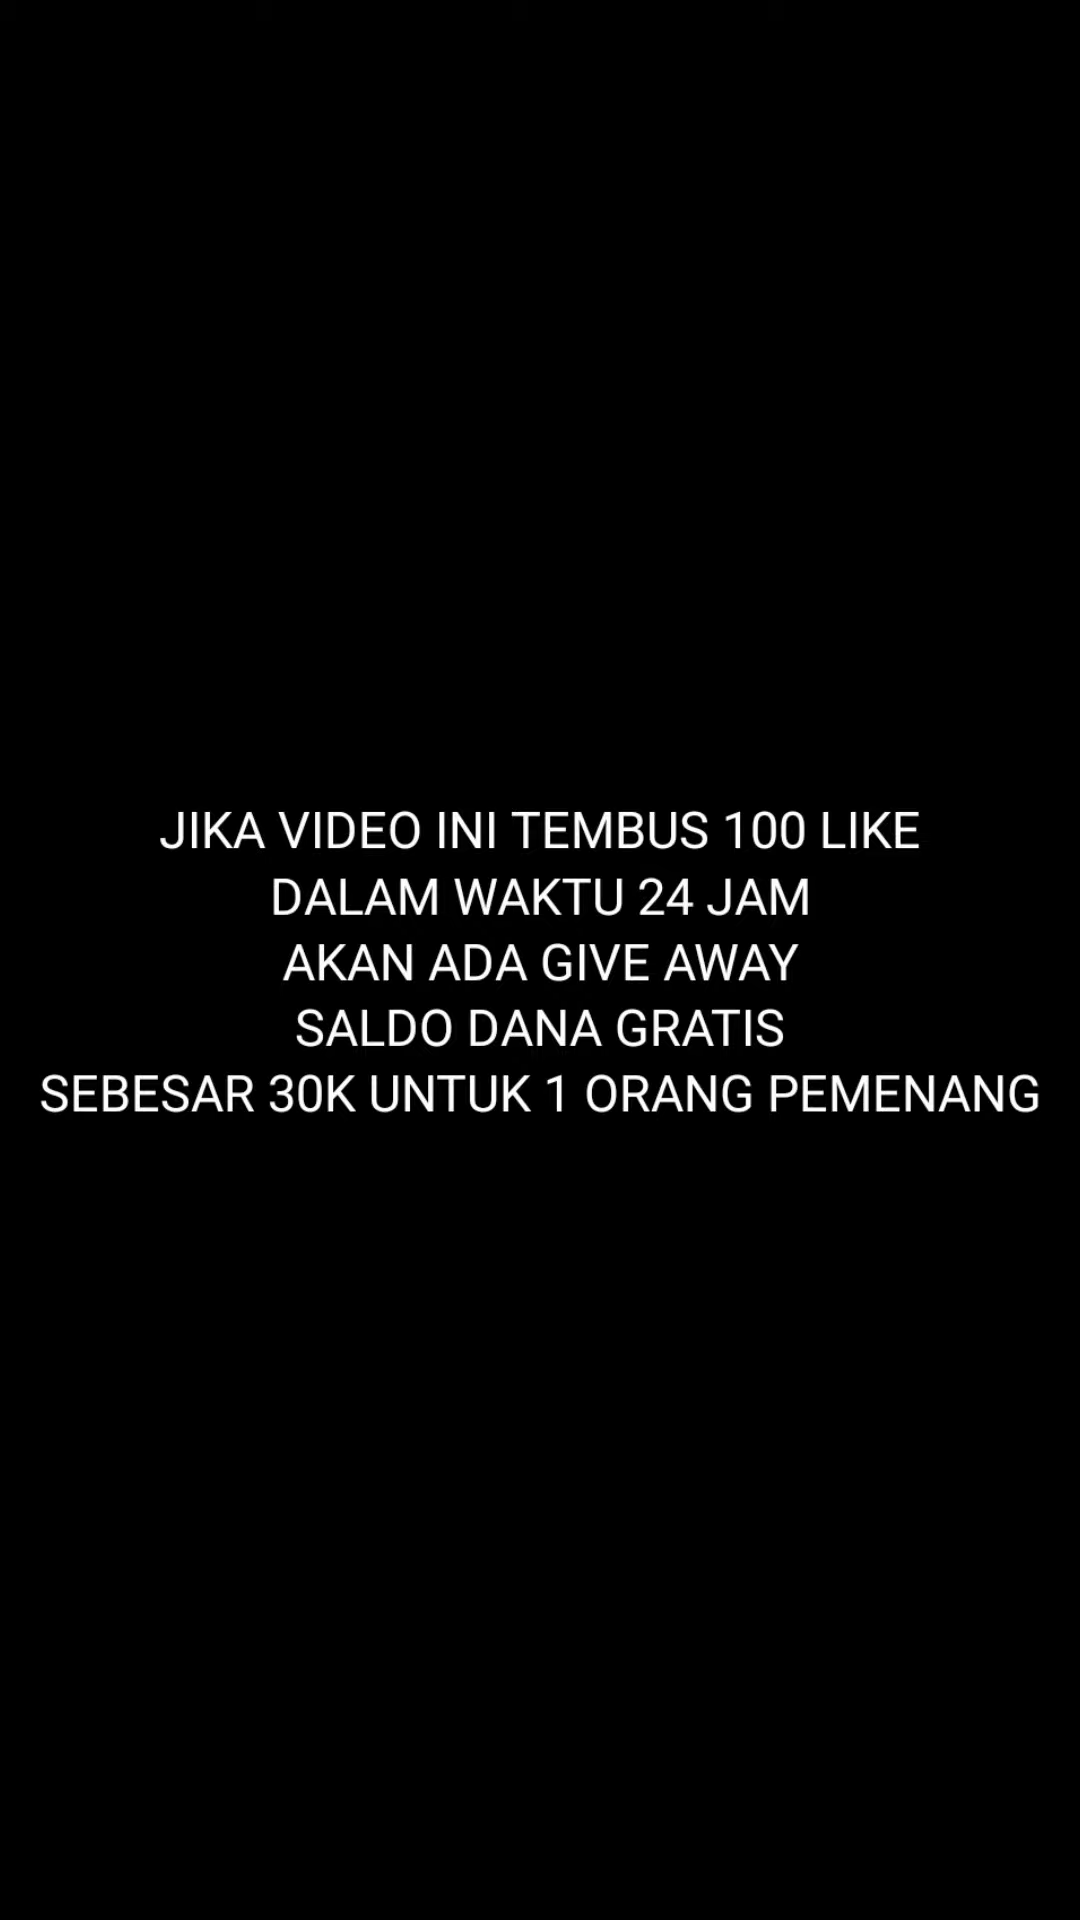 JIKA VIDEO INI TEMBUS 100 LIKE
DALAM WAKTU 24 JAM
AKAN ADA GIVE AWAY
SALDO DANA GRATIS
SEBESAR 30K UNTUK 1 ORANG PEMENANG